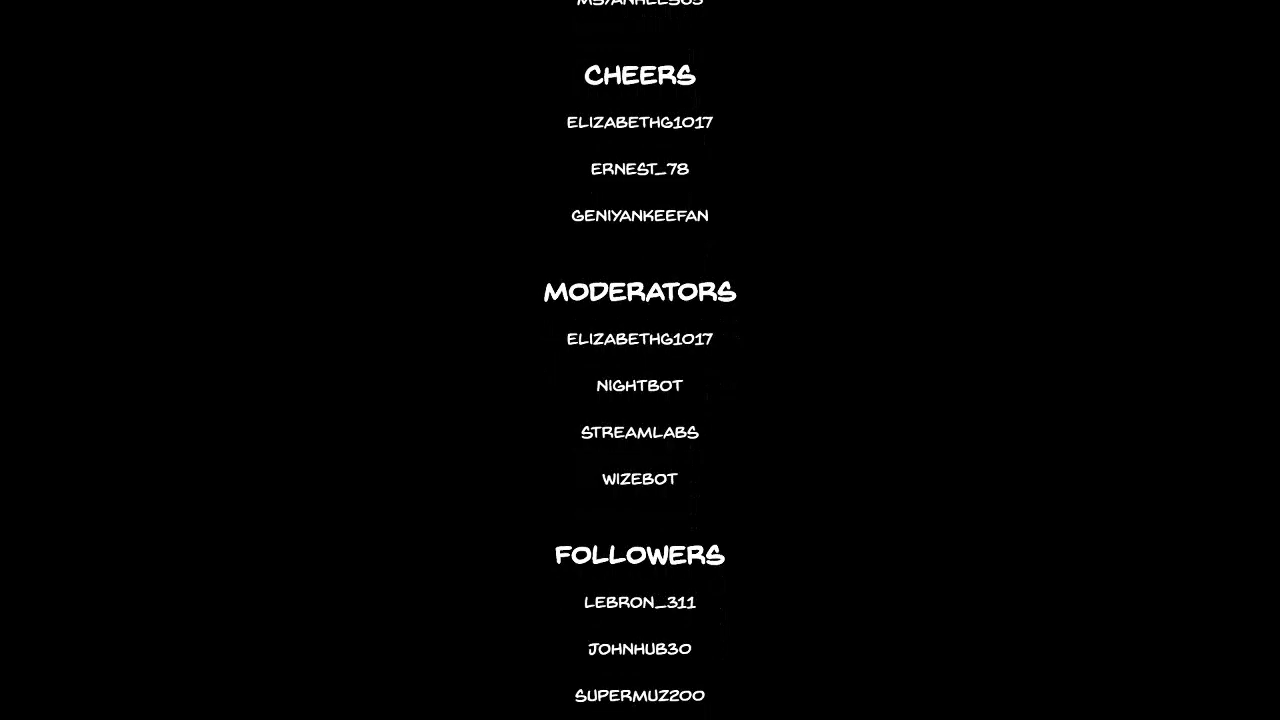 CHEERS
ELIZABETHG1017
ERNEST_78
GENIYANKEEFAN
MODERATORS
ELIZABETHG1017
NIGHTBOT
STREAMLABS
WIZEBOT
FOLLOWERS
LEBRON_311
JOHNHUB30
SUPERMUZ200